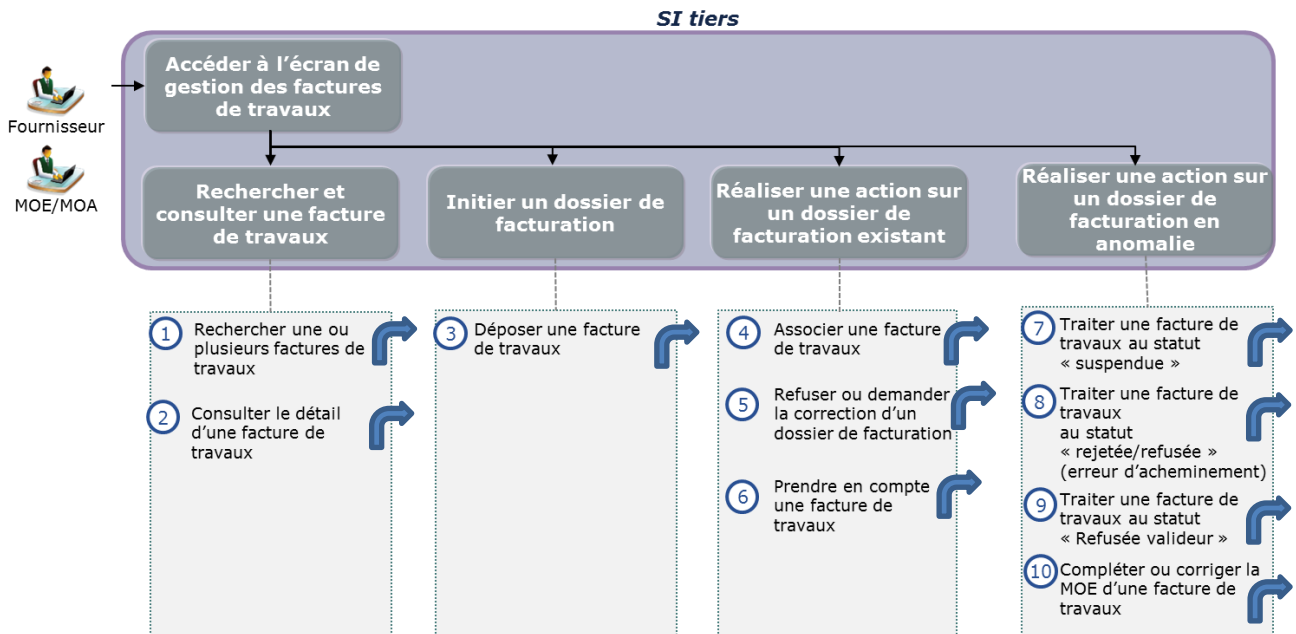 SI tiers
Accéder à l'écran de
gestion des factures
de travaux
Fournisseur
MOE/MOA
Rechercher et
consulter une facture
de travaux
Initier un dossier de
facturation
Réaliser une action sur
un dossier de
facturation existant
Réaliser une action sur
un dossier de
facturation en
anomalie
1 Rechercher une ou
plusieurs factures de
travaux
2 Consulter le détail
d'une facture de
travaux
3 Déposer une facture
de travaux
4 Associer une facture
de travaux
5 Refuser ou demander
la correction d'un
dossier de facturation
6 Prendre en compte
une facture de
travaux
7 Traiter une facture de
travaux au statut
« suspendue »
8 Traiter une facture de
travaux
au statut
« rejetée/refusée »
(erreur d'acheminement)
9 Traiter une facture de
travaux au statut
« Refusée valideur »
10 Compléter ou corriger la
MOE d'une facture de
travaux